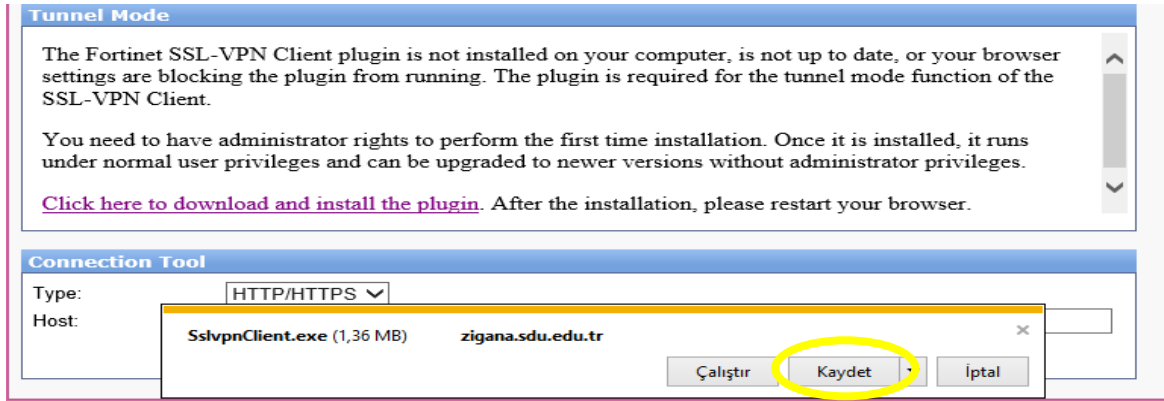 Tunnel Mode
The Fortinet SSL-VPN Client plugin is not installed on your computer, is not up to date, or your browser
settings are blocking the plugin from running. The plugin is required for the tunnel mode function of the
SSL-VPN Client.
You need to have administrator rights to perform the first time installation. Once it is installed, it runs
under normal user privileges and can be upgraded to newer versions without administrator privileges.
Click here to download and install the plugin. After the installation, please restart your browser.
Connection Tool
Type: HTTP/HTTPS
Host:
SslvpnClient.exe (1,36 MB) zigana.sdu.edu.tr
Çalıştır Kaydet İptal